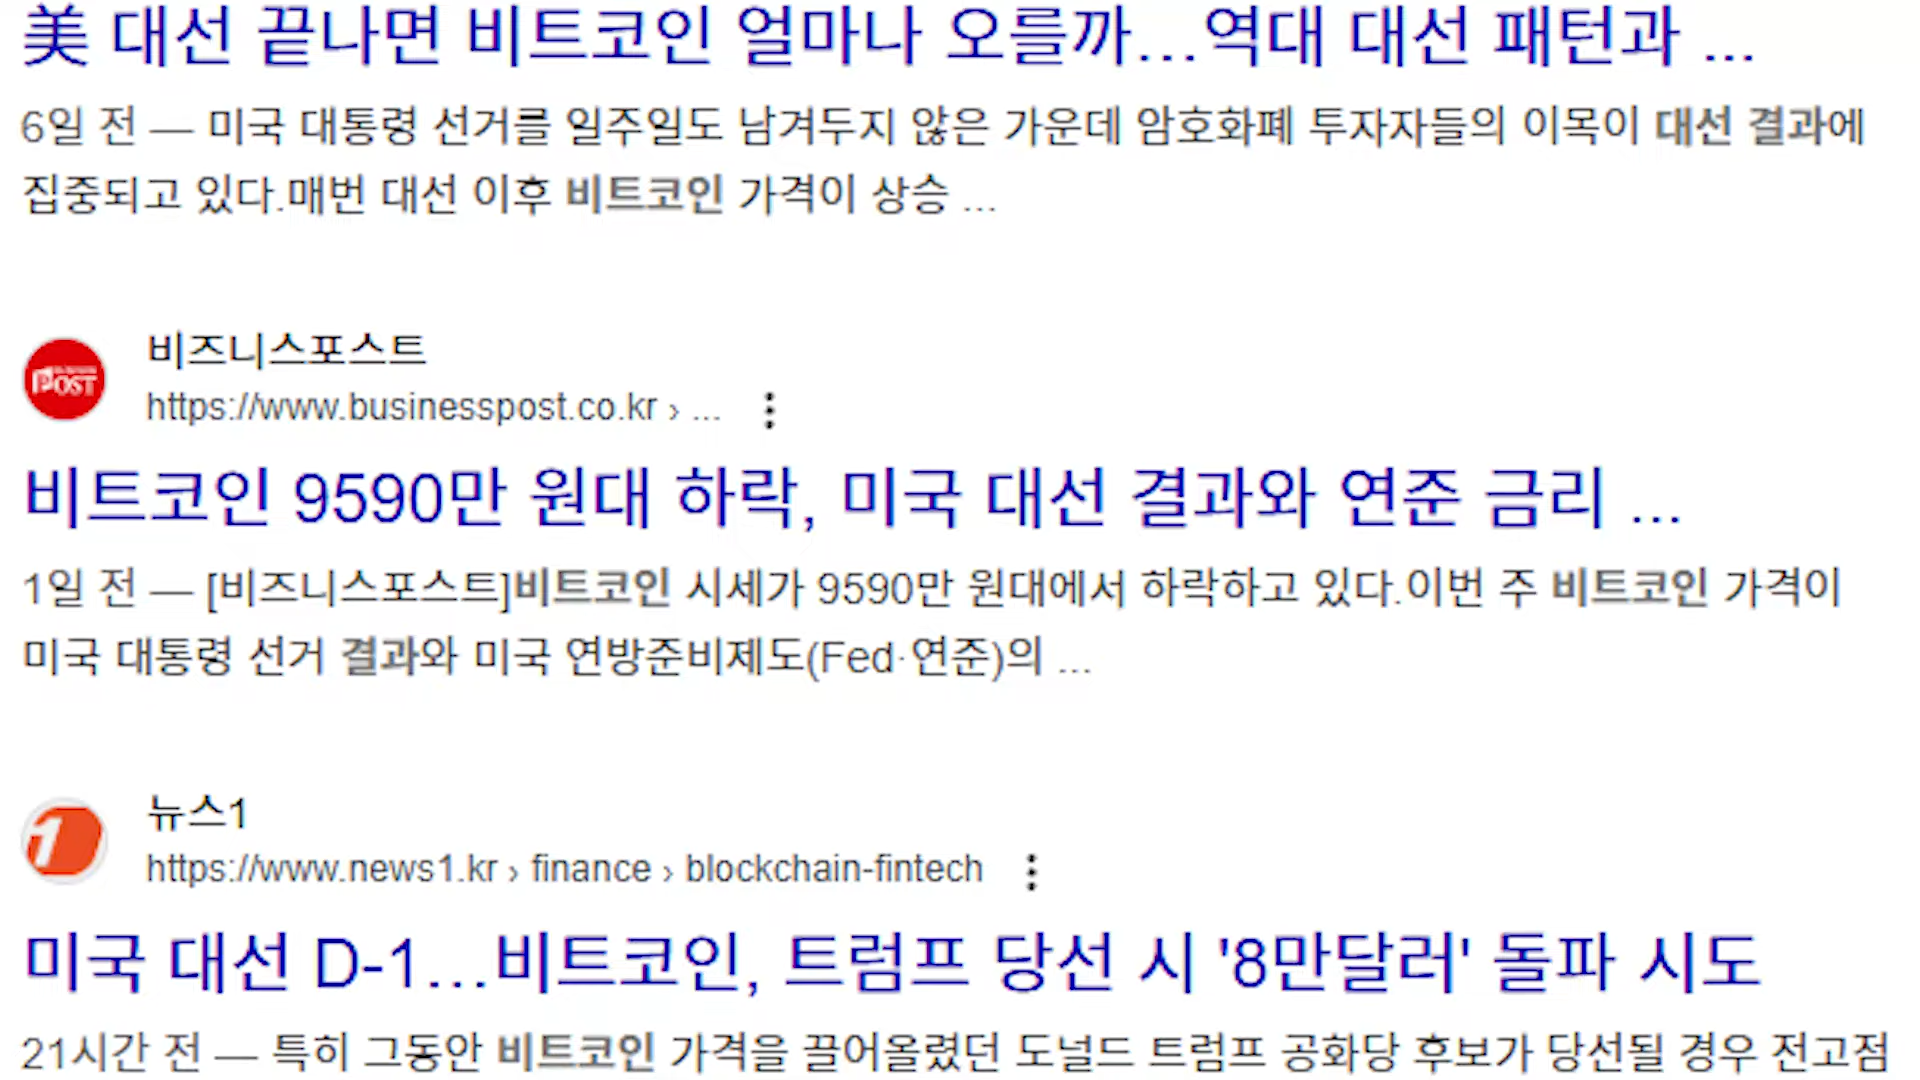 美 대선 끝나면 비트코인 얼마나 오를까...역대 대선 패턴과 ...
6일 전 — 미국 대통령 선거를 일주일도 남겨두지 않은 가운데 암호화폐 투자자들의 이목이 대선 결과에
집중되고 있다.매번 대선 이후 비트코인 가격이 상승 ...
비즈니스포스트
POST
https://www.businesspost.co.kr › ...
비트코인 9590만 원대 하락, 미국 대선 결과와 연준 금리 ...
1일 전 — [비즈니스포스트]비트코인 시세가 9590만 원대에서 하락하고 있다.이번 주 비트코인 가격이
미국 대통령 선거 결과와 미국 연방준비제도(Fed·연준)의 ...
뉴스1
1
https://www.news1.kr › finance › blockchain-fintech
미국 대선 D-1...비트코인, 트럼프 당선 시 '8만달러' 돌파 시도
21시간 전 — 특히 그동안 비트코인 가격을 끌어올렸던 도널드 트럼프 공화당 후보가 당선될 경우 전고점